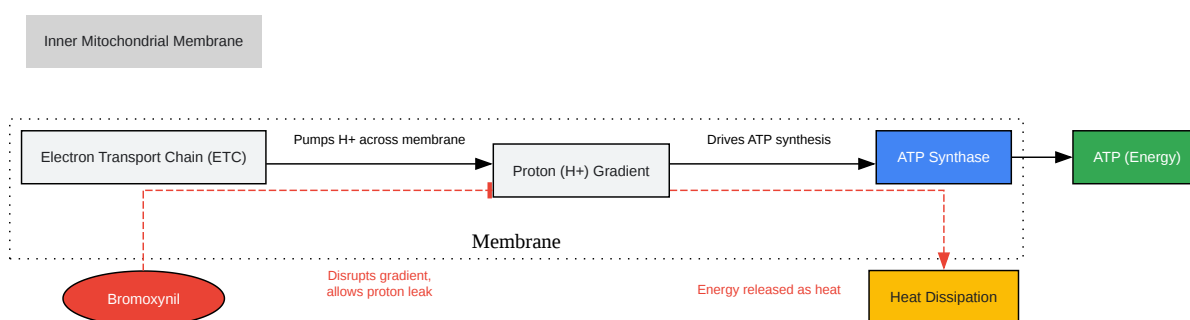 Inner Mitochondrial Membrane
Pumps H+ across membrane
Drives ATP synthesis
Electron Transport Chain (ETC)
Proton (H+) Gradient
ATP Synthase
ATP (Energy)
Membrane
Disrupts gradient,
allows proton leak
Energy released as heat
Bromoxynil
Heat Dissipation